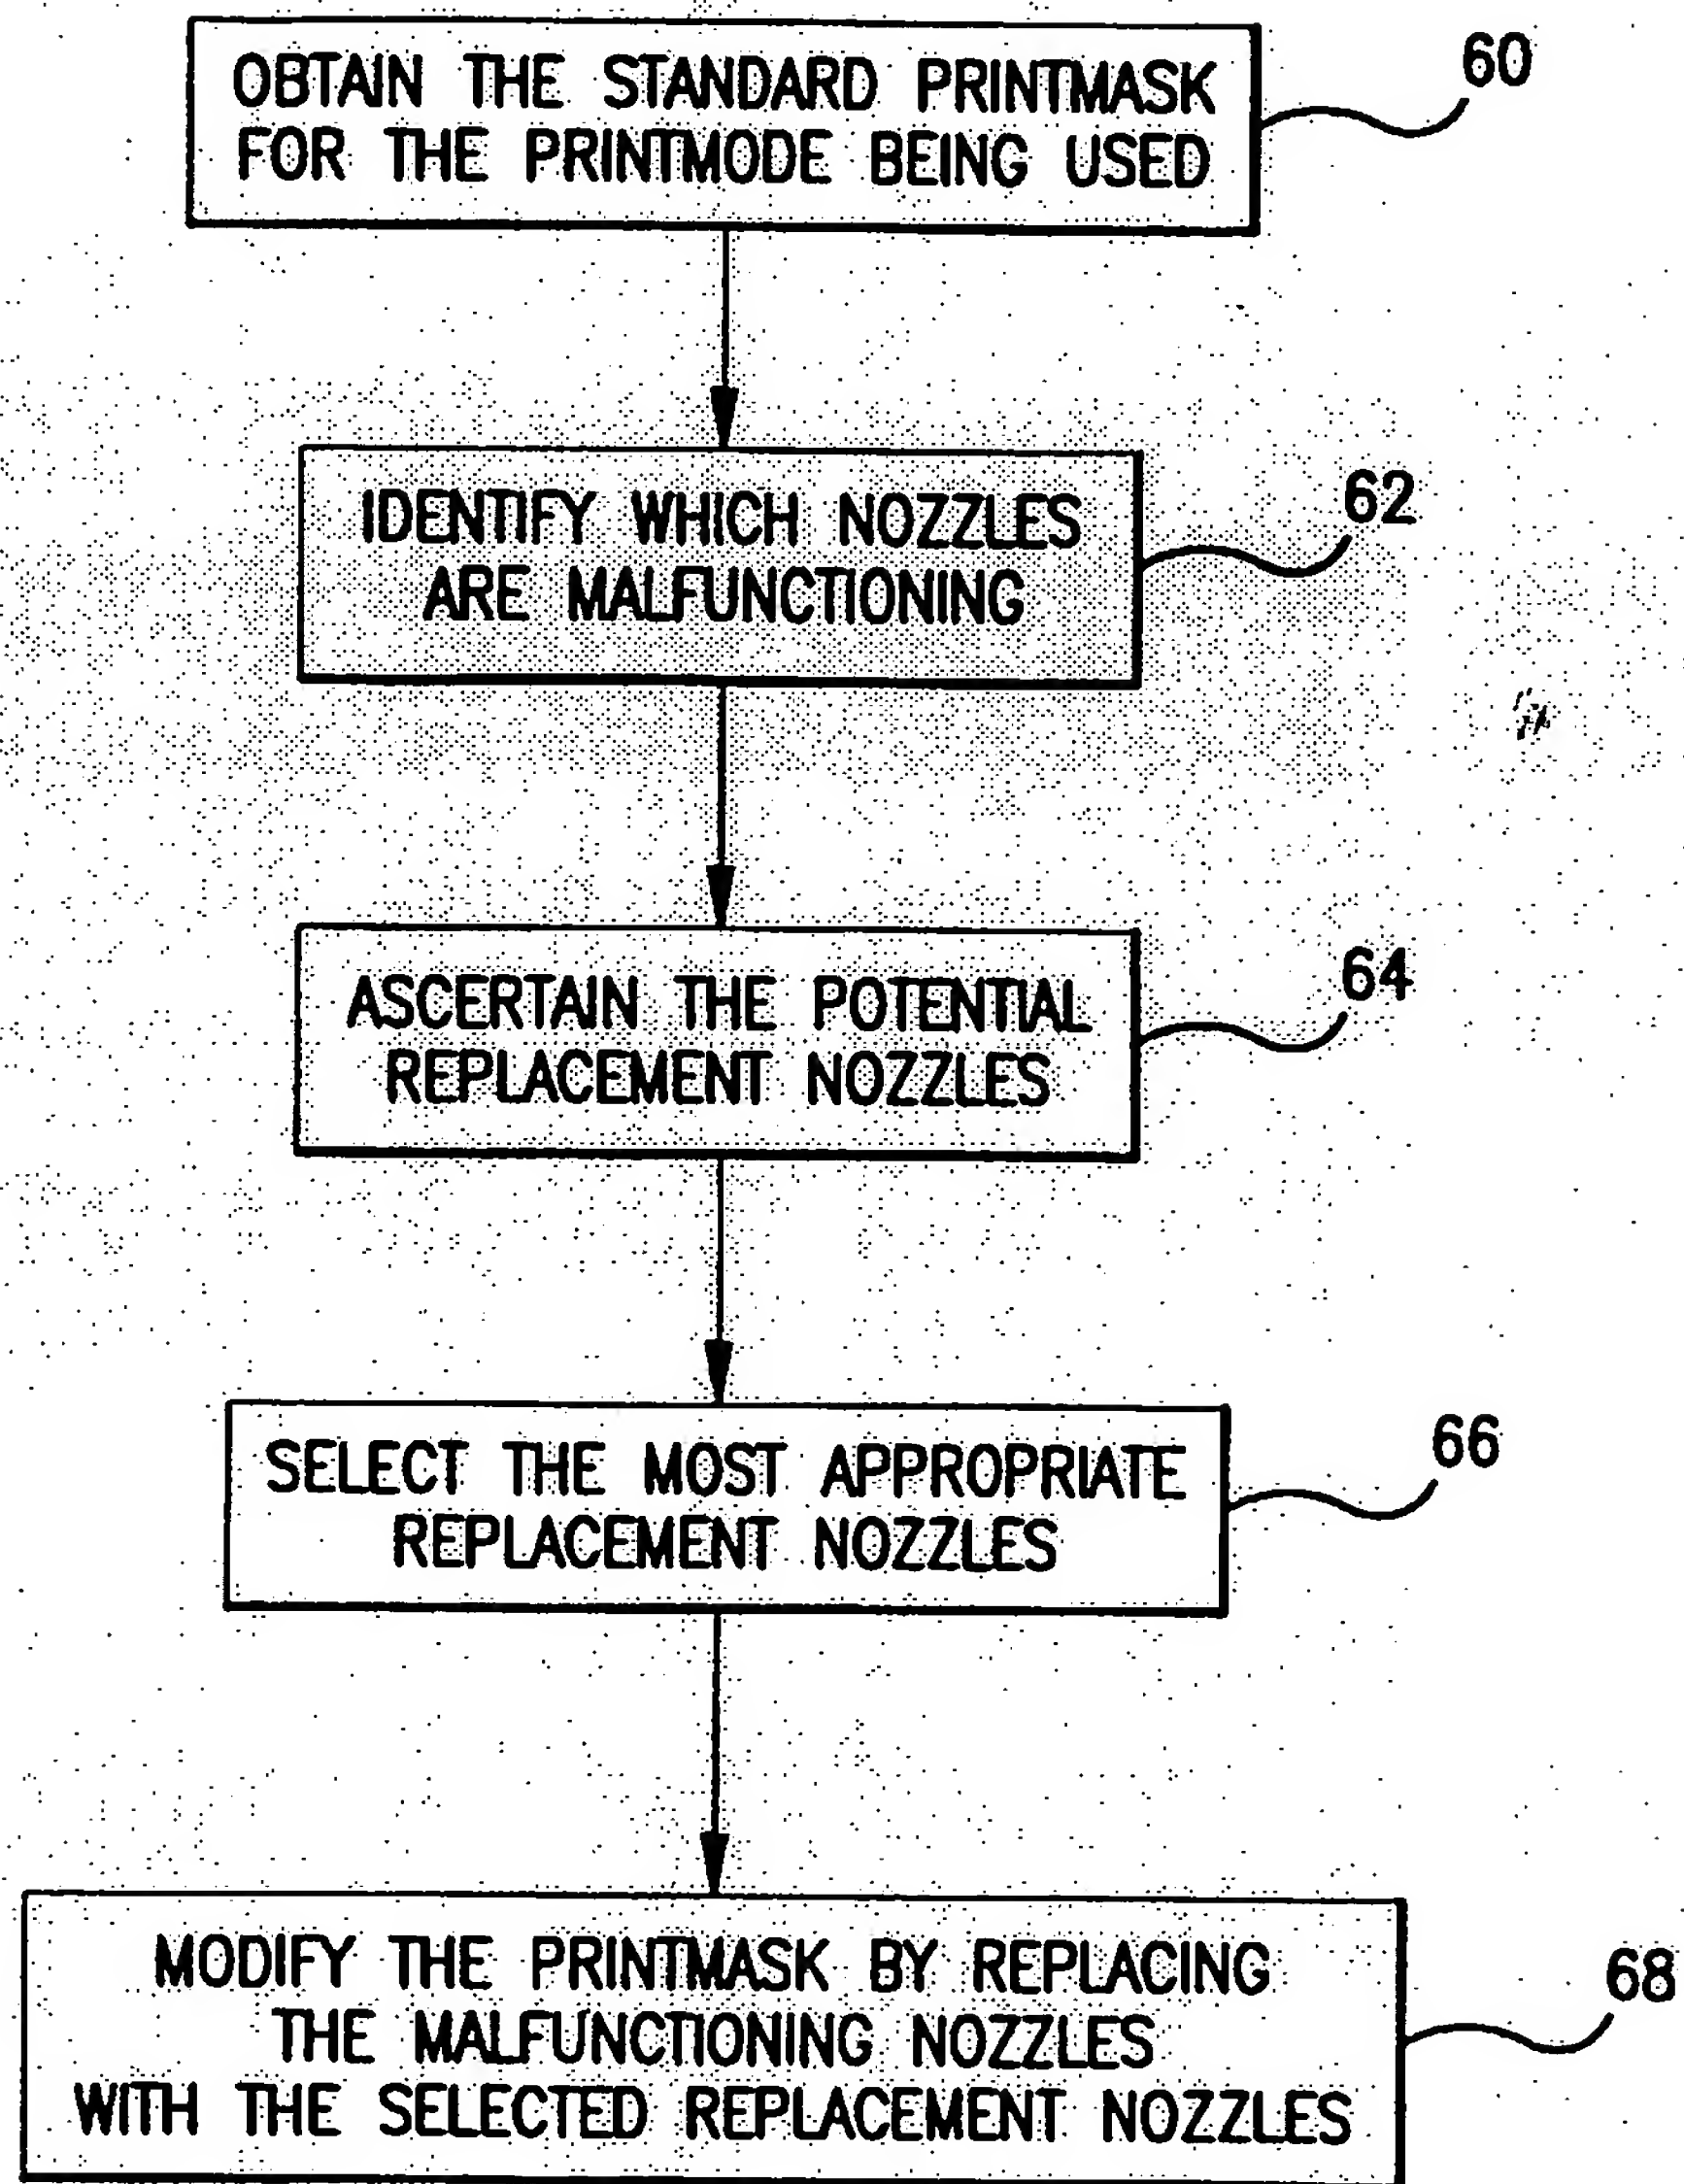 OBTAIN THE STANDARD PRINTMASK
FOR THE PRINTMODE BEING USED
60
IDENTIFY WHICH NOZZLES
ARE MALFUNCTIONING
62
ASCERTAIN THE POTENTIAL
REPLACEMENT NOZZLES
64
SELECT THE MOST APPROPRIATE
REPLACEMENT NOZZLES
66
MODIFY THE PRINTMASK BY REPLACING
THE MALFUNCTIONING NOZZLES
WITH THE SELECTED REPLACEMENT NOZZLES
68